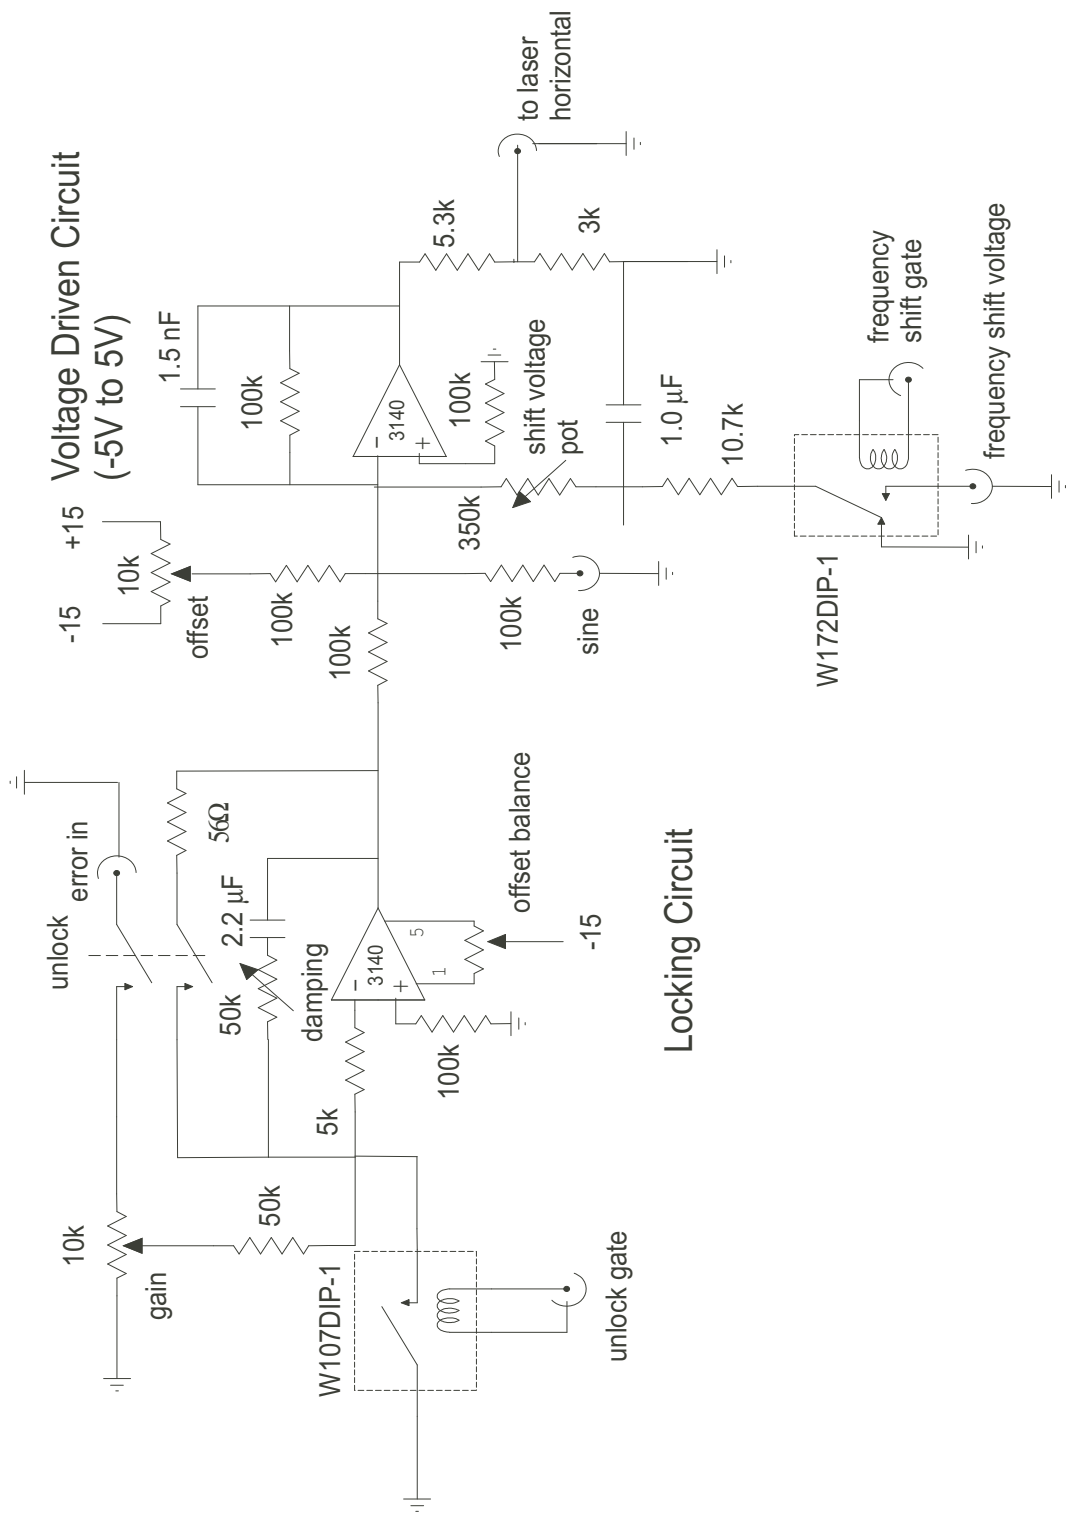 Voltage Driven Circuit
(-5V to 5V)
Locking Circuit
unlock
error in
10k
gain
50k
56Ω
2.2 μF
50k
damping
5k
3140
−
+
1
5
100k
offset balance
-15
W107DIP-1
unlock gate
-15
+15
10k
offset
100k
100k
100k
sine
1.5 nF
100k
3140
−
+
100k
5.3k
3k
to laser
horizontal
shift voltage
pot
350k
1.0 μF
10.7k
W172DIP-1
frequency
shift gate
frequency shift voltage